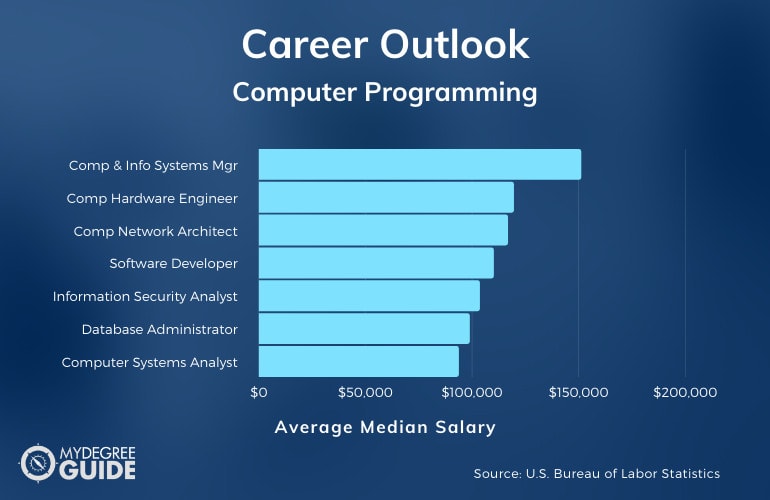 Career Outlook
Computer Programming
Comp & Info Systems Mgr
Comp Hardware Engineer
Comp Network Architect
Software Developer
Information Security Analyst
Database Administrator
Computer Systems Analyst
$0 $50,000 $100,000 $150,000 $200,000
Average Median Salary
MYDEGREE
GUIDE
Source: U.S. Bureau of Labor Statistics